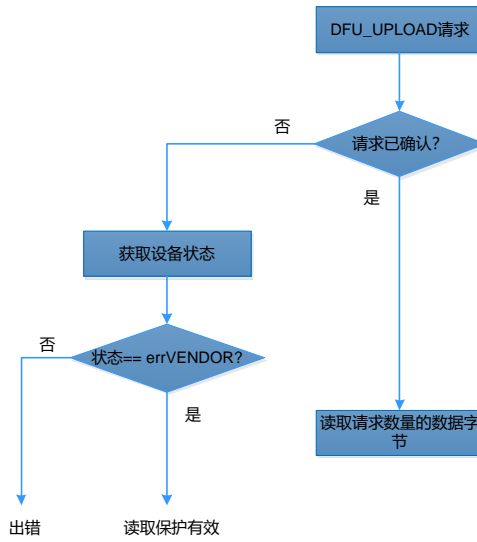 DFU_UPLOAD请求
请求已确认?
否
是
获取设备状态
状态== errVENDOR?
否
是
读取请求数量的数据字
节
出错
读取保护有效